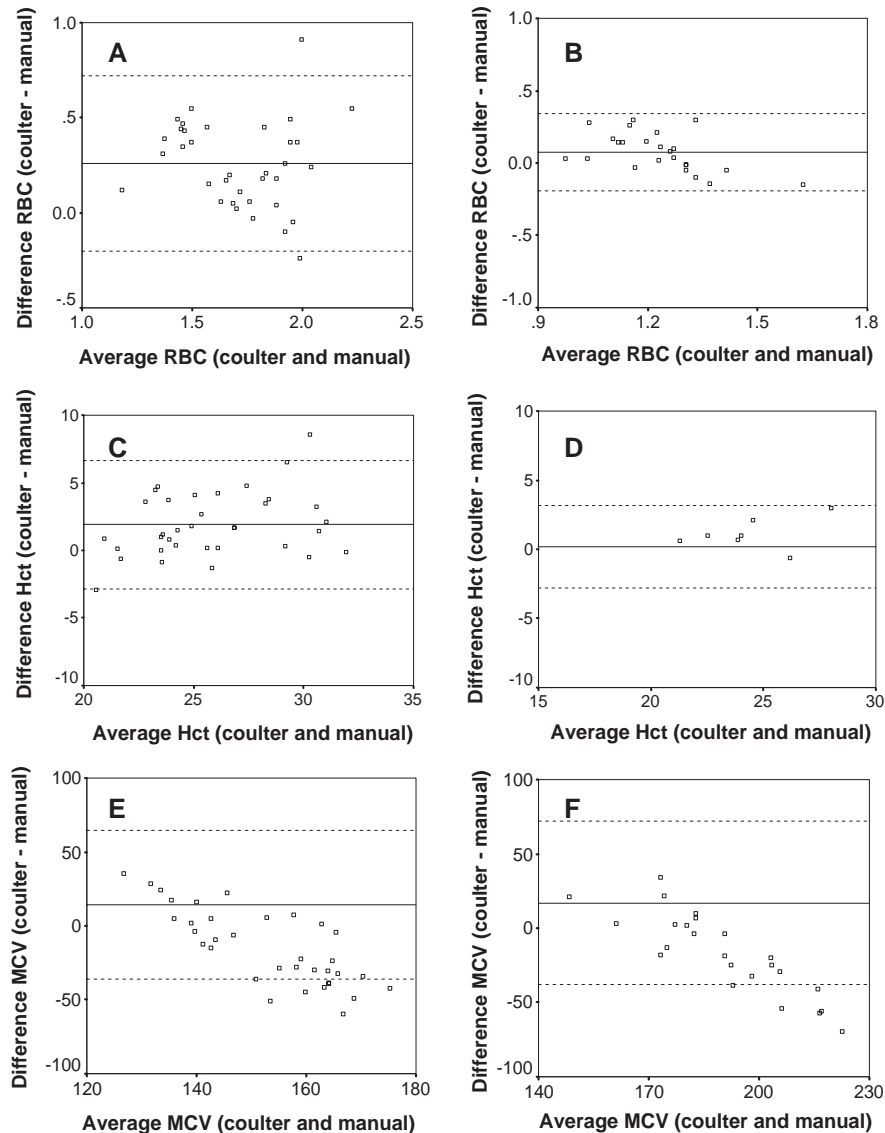 A
Difference RBC (coulter - manual)
1.0
.5
0.0
-.5
1.0
1.5
2.0
2.5
Average RBC (coulter and manual)
B
Difference RBC (coulter - manual)
1.0
.5
0.0
-.5
-1.0
.9
1.2
1.5
1.8
Average RBC (coulter and manual)
C
Difference Hct (coulter - manual)
10
5
0
-5
-10
20
25
30
35
Average Hct (coulter and manual)
D
Difference Hct (coulter - manual)
10
5
0
-5
-10
15
20
25
30
Average Hct (coulter and manual)
E
Difference MCV (coulter - manual)
100
50
0
-50
-100
120
140
160
180
Average MCV (coulter and manual)
F
Difference MCV (coulter - manual)
100
50
0
-50
-100
140
170
200
230
Average MCV (coulter and manual)